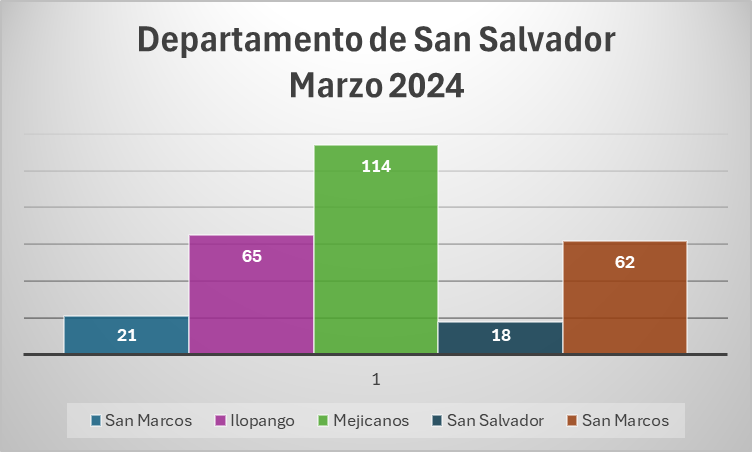 Departamento de San Salvador
Marzo 2024
114
65
62
21
18
1
San Marcos Ilopango Mejicanos San Salvador San Marcos